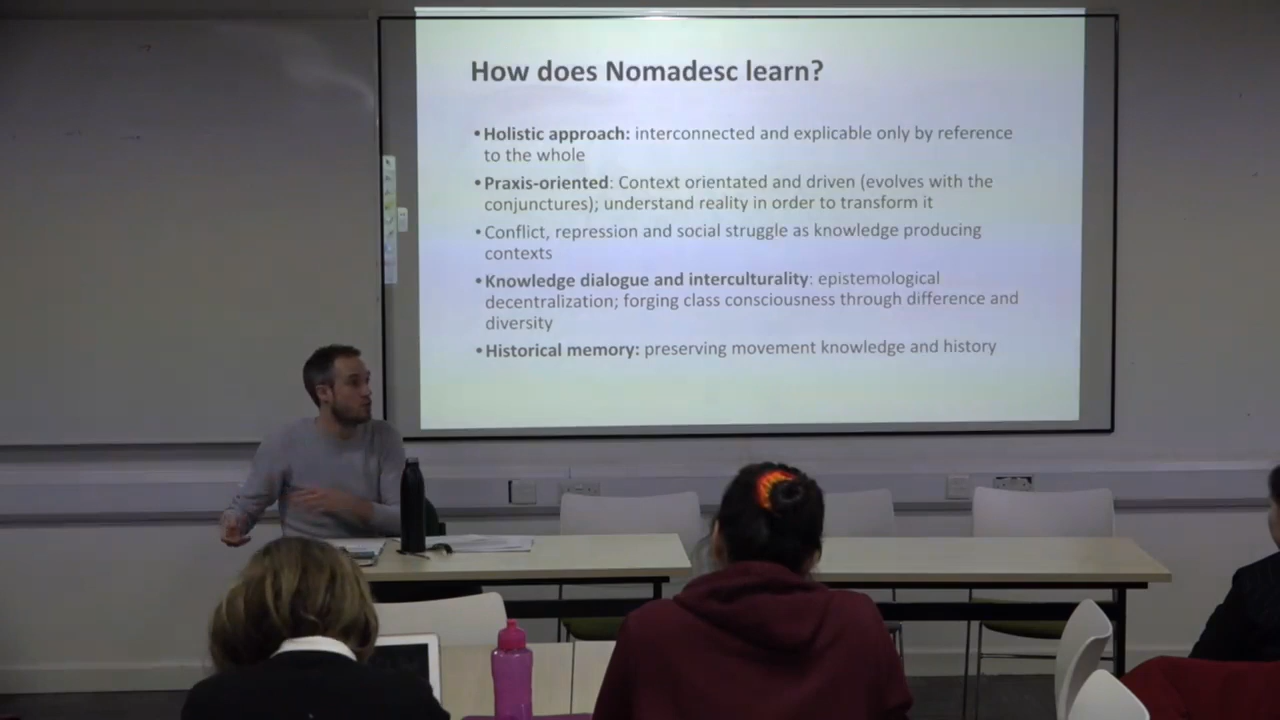 How does Nomadesc learn?
•Holistic approach: interconnected and explicable only by reference
to the whole
•Praxis-oriented: Context orientated and driven (evolves with the
conjunctures); understand reality in order to transform it
•Conflict, repression and social struggle as knowledge producing
contexts
•Knowledge dialogue and interculturality: epistemological
decentralization; forging class consciousness through difference and
diversity
•Historical memory: preserving movement knowledge and history